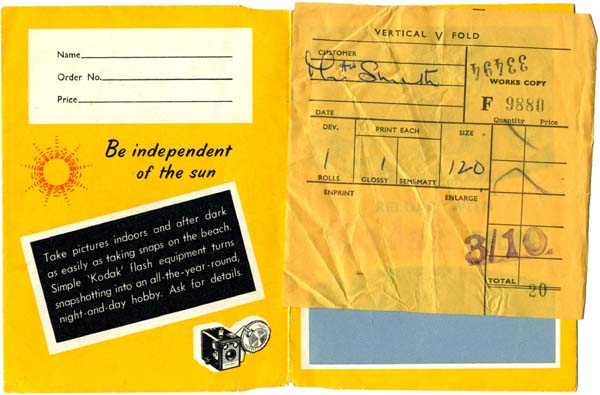 Name
Order No.
Price
Be independent
of the sun
Take pictures indoors and after dark
as easily as taking snaps on the beach.
Simple 'Kodak' flash equipment turns
snapshotting into an all-the-year-round,
night-and-day hobby. Ask for details.
VERTICAL V FOLD
CUSTOMER
Smith
33494
WORKS COPY
F 9880
Quantity Price
DATE
DEV. PRINT EACH SIZE
1 1 120
ROLLS GLOSSY SEMI-MATT
ENPRINT ENLARGE
3/10.
TOTAL
20